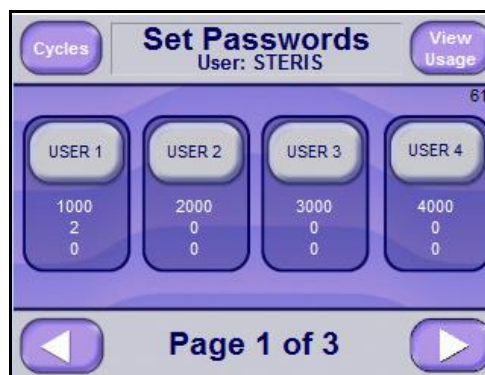 Cycles
Set Passwords
User: STERIS
View
Usage
61
USER 1
1000
2
0
USER 2
2000
0
0
USER 3
3000
0
0
USER 4
4000
0
0
Page 1 of 3